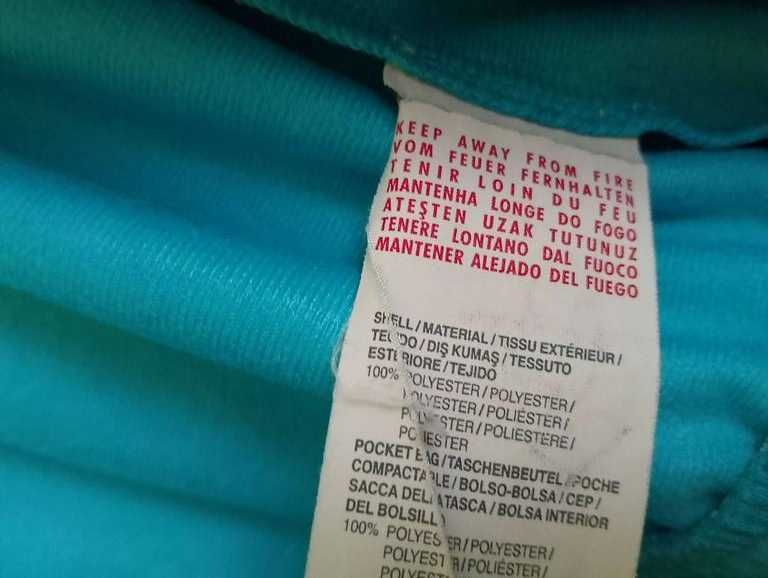 KEEP AWAY FROM FIRE
VOM FEUER FERNHALTEN
TENIR LOIN DU FEU
MANTENHA LONGE DO FOGO
ATEŞTEN UZAK TUTUNUZ
TENERE LONTANO DAL FUOCO
MANTENER ALEJADO DEL FUEGO
SHELL/MATERIAL/TISSU EXTÉRIEUR/
TECIDO/DIŞ KUMAŞ/TESSUTO
ESTERIORE/TEJIDO
100% POLYESTER/POLYESTER/
POLYESTER/POLIÉSTER/
POLYESTER/POLIESTERE/
POLIESTER
POCKET BAG/TASCHENBEUTEL/POCHE
COMPACTABLE/BOLSO-BOLSA/CEP/
SACCA DELLA TASCA/BOLSA INTERIOR
DEL BOLSILLO
100% POLYESTER/POLYESTER/
POLYESTER/POLIÉSTER/